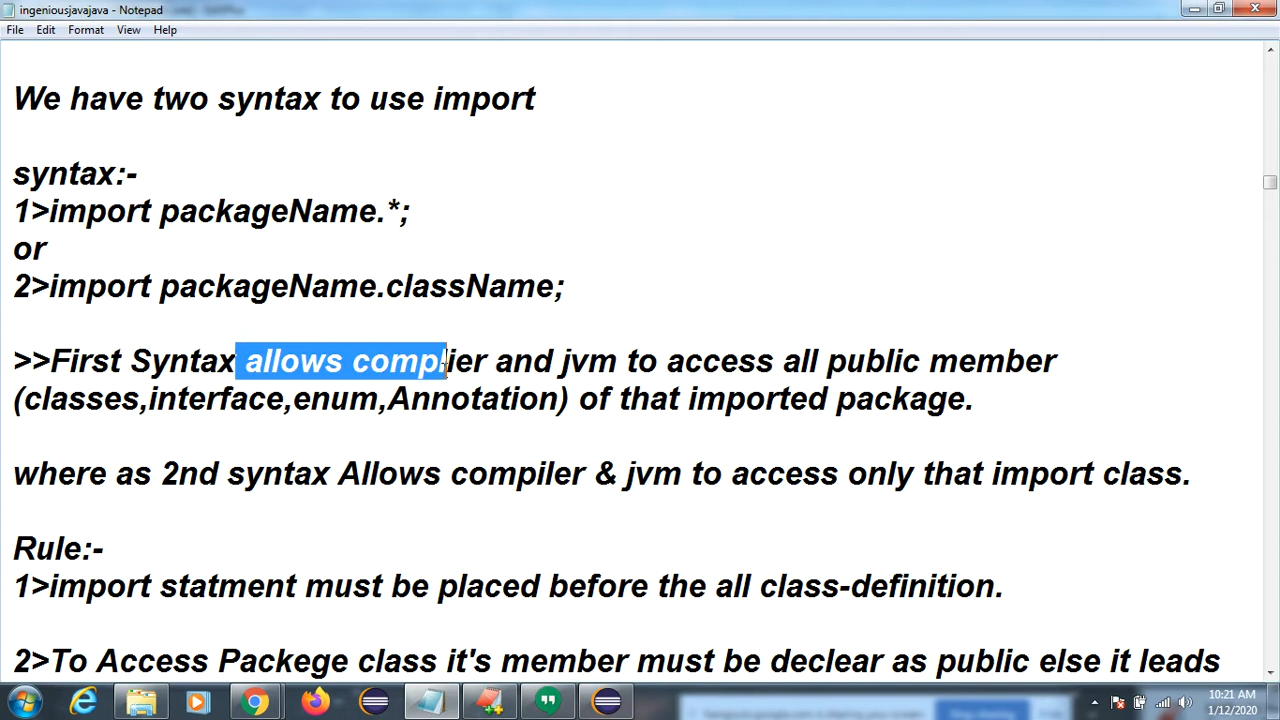 ingeniousjavajava - Notepad
File Edit Format View Help
We have two syntax to use import
syntax:-
1>import packageName.*;
or
2>import packageName.className;
>>First Syntax allows complier and jvm to access all public member
(classes,interface,enum,Annotation) of that imported package.
where as 2nd syntax Allows compiler & jvm to access only that import class.
Rule:-
1>import statment must be placed before the all class-definition.
2>To Access Packege class it's member must be declear as public else it leads
10:21 AM
1/12/2020